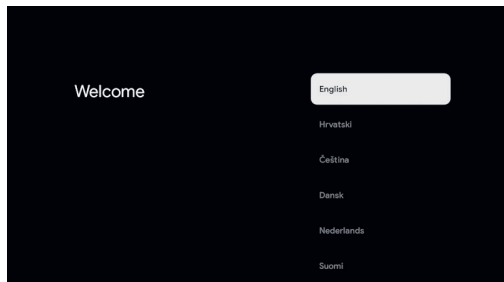 Welcome
English
Hrvatski
Čeština
Dansk
Nederlands
Suomi